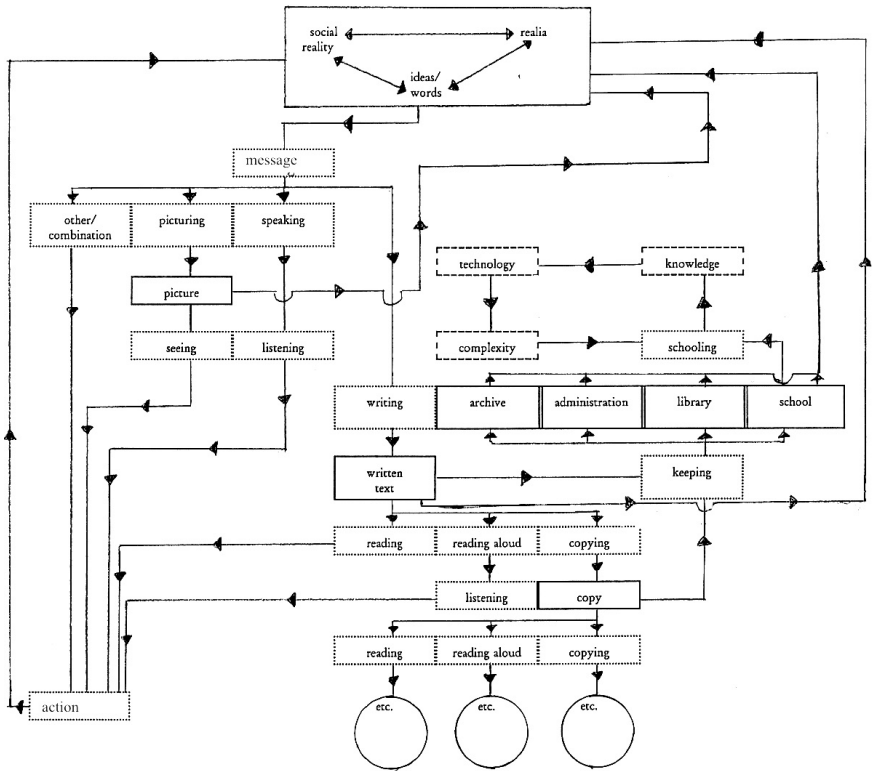 social
reality
realia
ideas/
words
message
other/
combination
picturing
speaking
technology
knowledge
picture
seeing
listening
complexity
schooling
writing
archive
administration
library
school
written
text
keeping
reading
reading aloud
copying
listening
copy
reading
reading aloud
copying
action
etc.
etc.
etc.